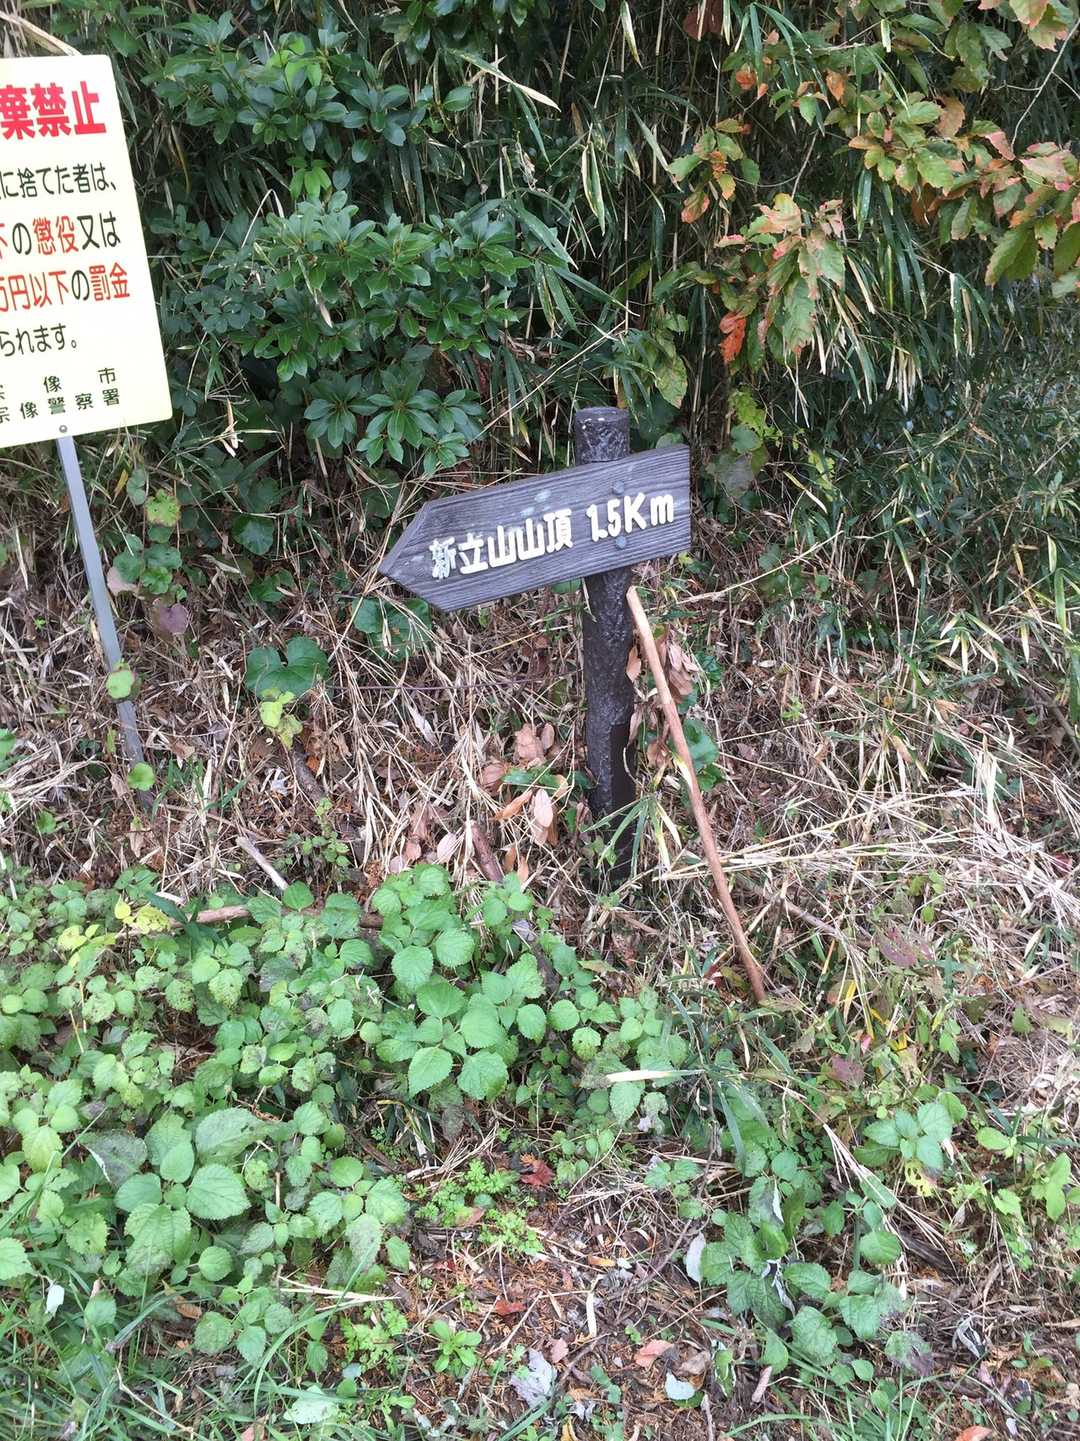 棄禁止
に捨てた者は、
下の懲役又は
万円以下の罰金
られます。
宗像市
宗像警察署
新立山山頂 1.5Km